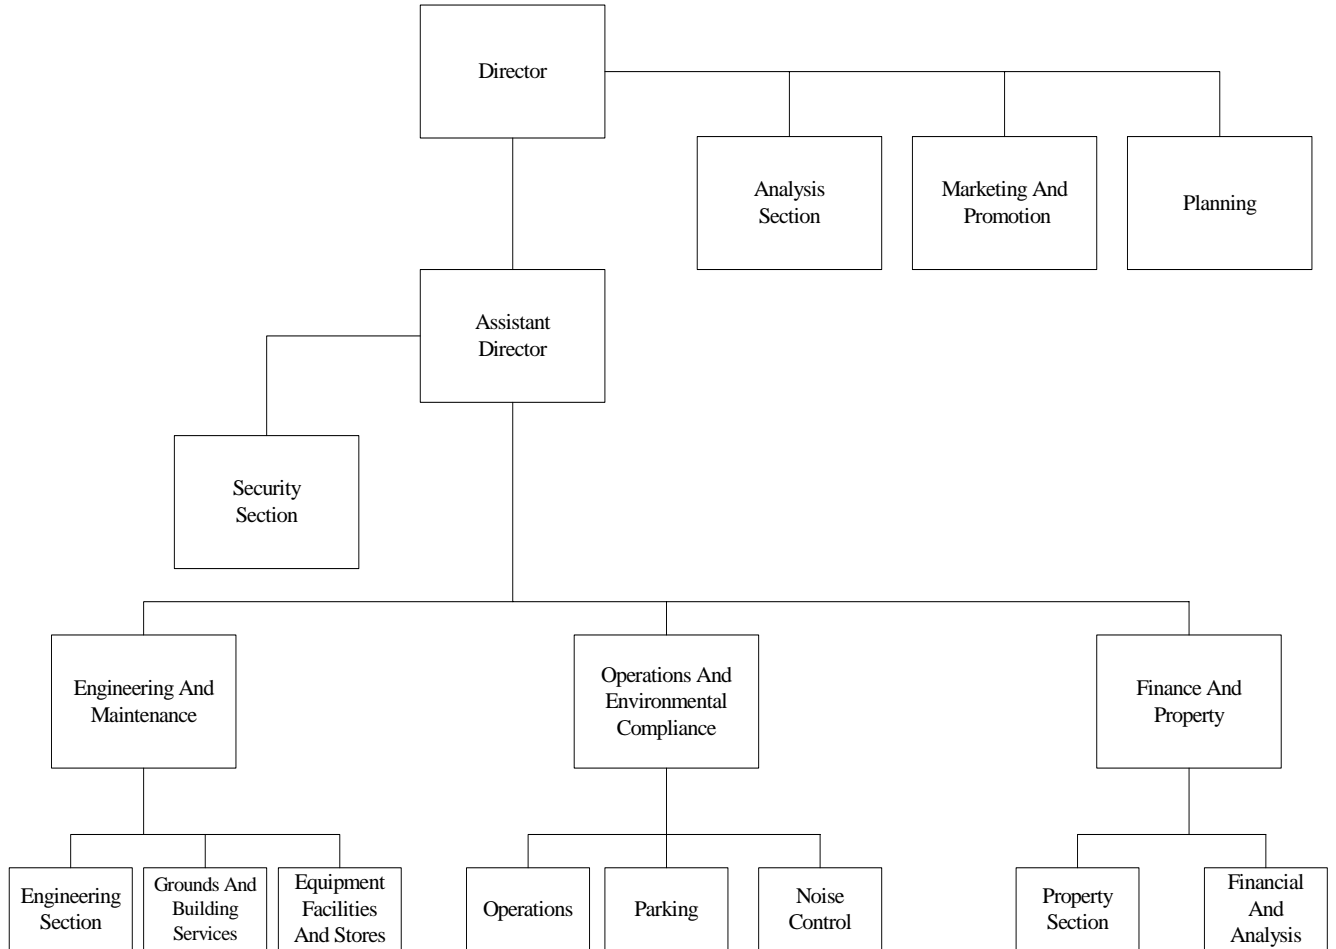 Director
Analysis
Section
Marketing And
Promotion
Planning
Assistant
Director
Security
Section
Engineering And
Maintenance
Operations And
Environmental
Compliance
Finance And
Property
Engineering
Section
Grounds And
Building
Services
Equipment
Facilities
And Stores
Operations
Parking
Noise
Control
Property
Section
Financial
And
Analysis